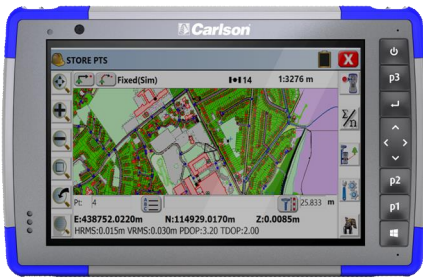 Carlson
STORE PTS
Fixed(Sim) 14 1:3276 m
p3
Σ/n
Pt: 4 25.833 m
p2
E:438752.0220m N:114929.0170m Z:0.0085m
p1
HRMS:0.015m VRMS:0.030m PDOP:3.20 TDOP:2.00